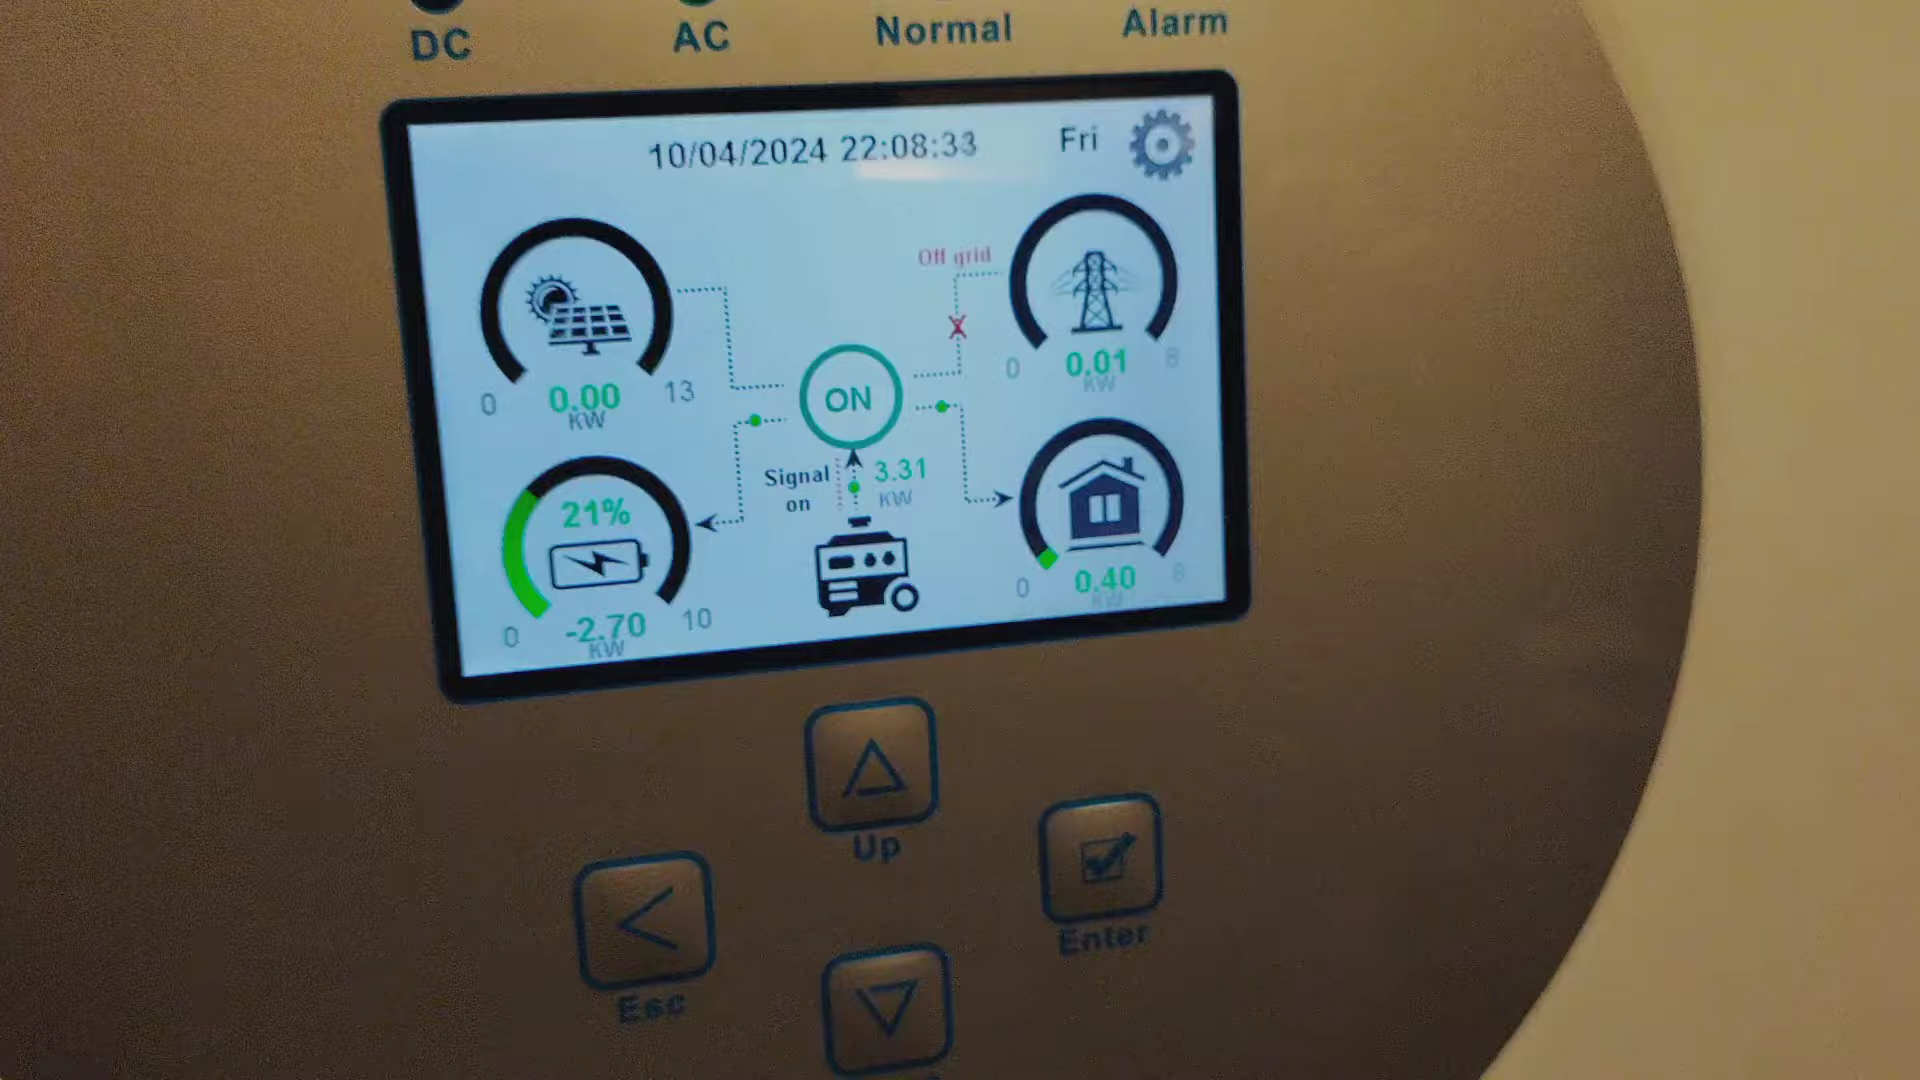 DC AC Normal Alarm
10/04/2024 22:08:33 Fri
Off grid
0 0.00 13
KW
0 0.01 8
KW
ON
Signal
on
3.31
KW
21%
0 -2.70 10
KW
0 0.40 8
KW
Up
Enter
Esc